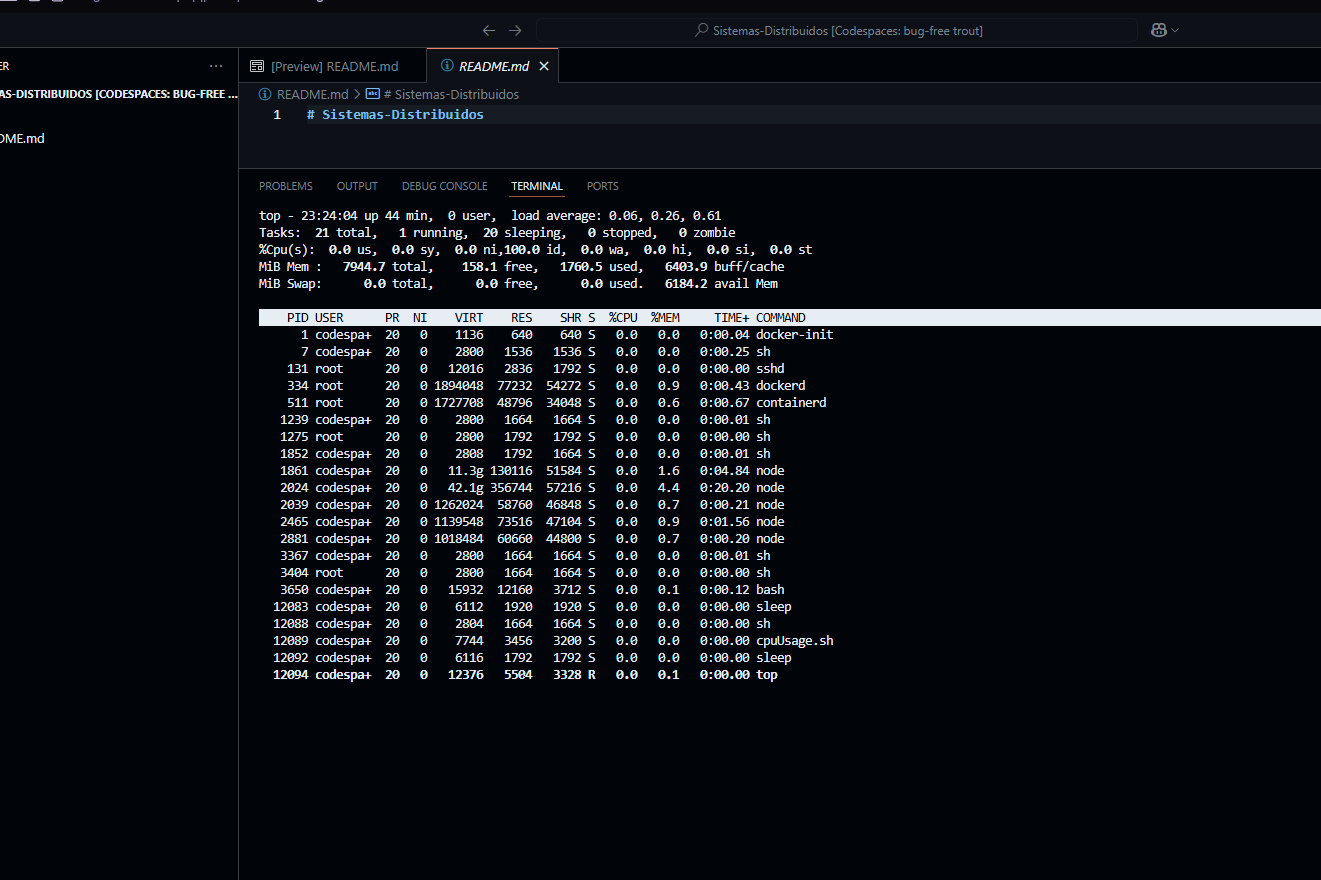 Sistemas-Distribuidos [Codespaces: bug-free trout]
ER
[Preview] README.md
README.md
AS-DISTRIBUIDOS [CODESPACES: BUG-FREE ...
README.md > # Sistemas-Distribuidos
1 # Sistemas-Distribuidos
DME.md
PROBLEMS OUTPUT DEBUG CONSOLE TERMINAL PORTS
top - 23:24:04 up 44 min,  0 user,  load average: 0.06, 0.26, 0.61
Tasks:  21 total,   1 running,  20 sleeping,   0 stopped,   0 zombie
%Cpu(s):  0.0 us,  0.0 sy,  0.0 ni,100.0 id,  0.0 wa,  0.0 hi,  0.0 si,  0.0 st
MiB Mem :   7944.7 total,    158.1 free,   1760.5 used,   6403.9 buff/cache
MiB Swap:      0.0 total,      0.0 free,      0.0 used.   6184.2 avail Mem
PID USER      PR  NI    VIRT    RES    SHR S  %CPU  %MEM     TIME+ COMMAND
1 codespa+  20   0    1136    640    640 S   0.0   0.0   0:00.04 docker-init
7 codespa+  20   0    2800   1536   1536 S   0.0   0.0   0:00.25 sh
131 root      20   0   12016   2836   1792 S   0.0   0.0   0:00.00 sshd
334 root      20   0 1894048  77232  54272 S   0.0   0.9   0:00.43 dockerd
511 root      20   0 1727708  48796  34048 S   0.0   0.6   0:00.67 containerd
1239 codespa+  20   0    2800   1664   1664 S   0.0   0.0   0:00.01 sh
1275 root      20   0    2800   1792   1792 S   0.0   0.0   0:00.00 sh
1852 codespa+  20   0    2808   1792   1664 S   0.0   0.0   0:00.01 sh
1861 codespa+  20   0   11.3g 130116  51584 S   0.0   1.6   0:04.84 node
2024 codespa+  20   0   42.1g 356744  57216 S   0.0   4.4   0:20.20 node
2039 codespa+  20   0 1262024  58760  46848 S   0.0   0.7   0:00.21 node
2465 codespa+  20   0 1139548  73516  47104 S   0.0   0.9   0:01.56 node
2881 codespa+  20   0 1018484  60660  44800 S   0.0   0.7   0:00.20 node
3367 codespa+  20   0    2800   1664   1664 S   0.0   0.0   0:00.01 sh
3404 root      20   0    2800   1664   1664 S   0.0   0.0   0:00.00 sh
3650 codespa+  20   0   15932  12160   3712 S   0.0   0.1   0:00.12 bash
12083 codespa+  20   0    6112   1920   1920 S   0.0   0.0   0:00.00 sleep
12088 codespa+  20   0    2804   1664   1664 S   0.0   0.0   0:00.00 sh
12089 codespa+  20   0    7744   3456   3200 S   0.0   0.0   0:00.00 cpuUsage.sh
12092 codespa+  20   0    6116   1792   1792 S   0.0   0.0   0:00.00 sleep
12094 codespa+  20   0   12376   5504   3328 R   0.0   0.1   0:00.00 top